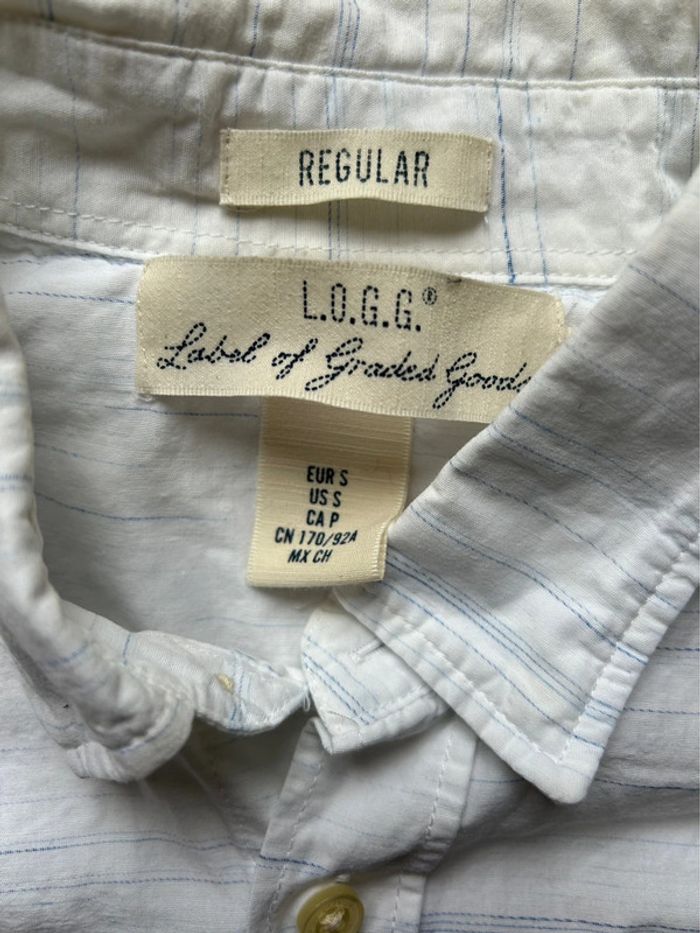 REGULAR
L.O.G.G.®
Label of Graded Goods
EUR S
US S
CA P
CN 170/92A
MX CH